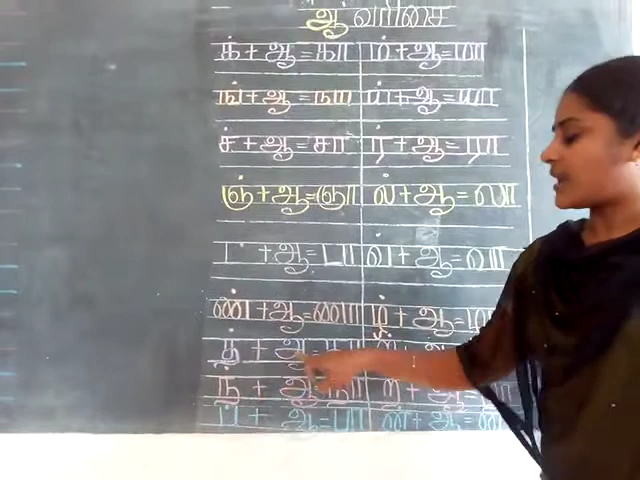 ஆ வரிசை
க் + ஆ = கா ம் + ஆ = மா
ங் + ஆ = ஙா ய் + ஆ = யா
ச் + ஆ = சா ர் + ஆ = ரா
ஞ் + ஆ = ஞா ல் + ஆ = லா
ட் + ஆ = டா வ் + ஆ = வா
ண் + ஆ = ணா ழ் + ஆ =
த் + ஆ =
ந் + ஆ = நா ற் + ஆ =
ப் + ஆ = பா ன் + ஆ = னா